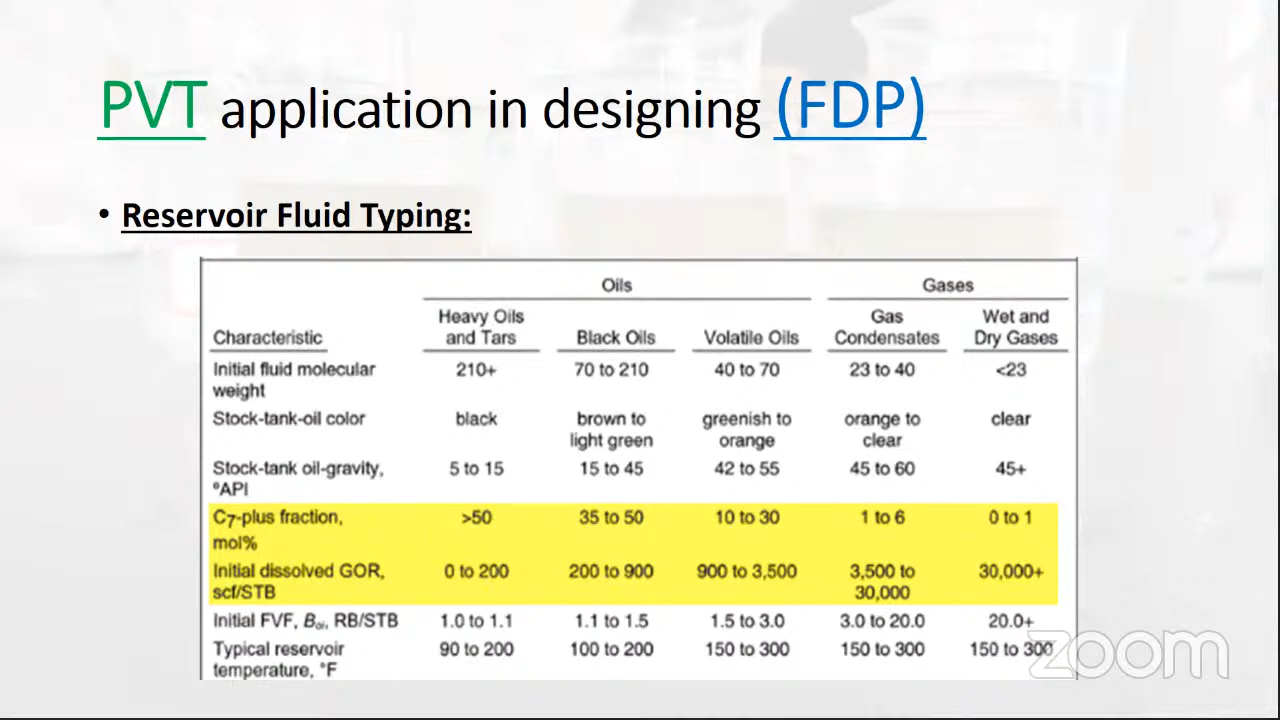 PVT application in designing (FDP)
• Reservoir Fluid Typing:
Oils Gases
Heavy Oils Gas Wet and
Characteristic and Tars Black Oils Volatile Oils Condensates Dry Gases
Initial fluid molecular 210+ 70 to 210 40 to 70 23 to 40 <23
weight
Stock-tank-oil color black brown to greenish to orange to clear
light green orange clear
Stock-tank oil-gravity, 5 to 15 15 to 45 42 to 55 45 to 60 45+
°API
C7-plus fraction, >50 35 to 50 10 to 30 1 to 6 0 to 1
mol%
Initial dissolved GOR, 0 to 200 200 to 900 900 to 3,500 3,500 to 30,000+
scf/STB 30,000
Initial FVF, Boi, RB/STB 1.0 to 1.1 1.1 to 1.5 1.5 to 3.0 3.0 to 20.0 20.0+
Typical reservoir 90 to 200 100 to 200 150 to 300 150 to 300 150 to 300
temperature, °F
zoom